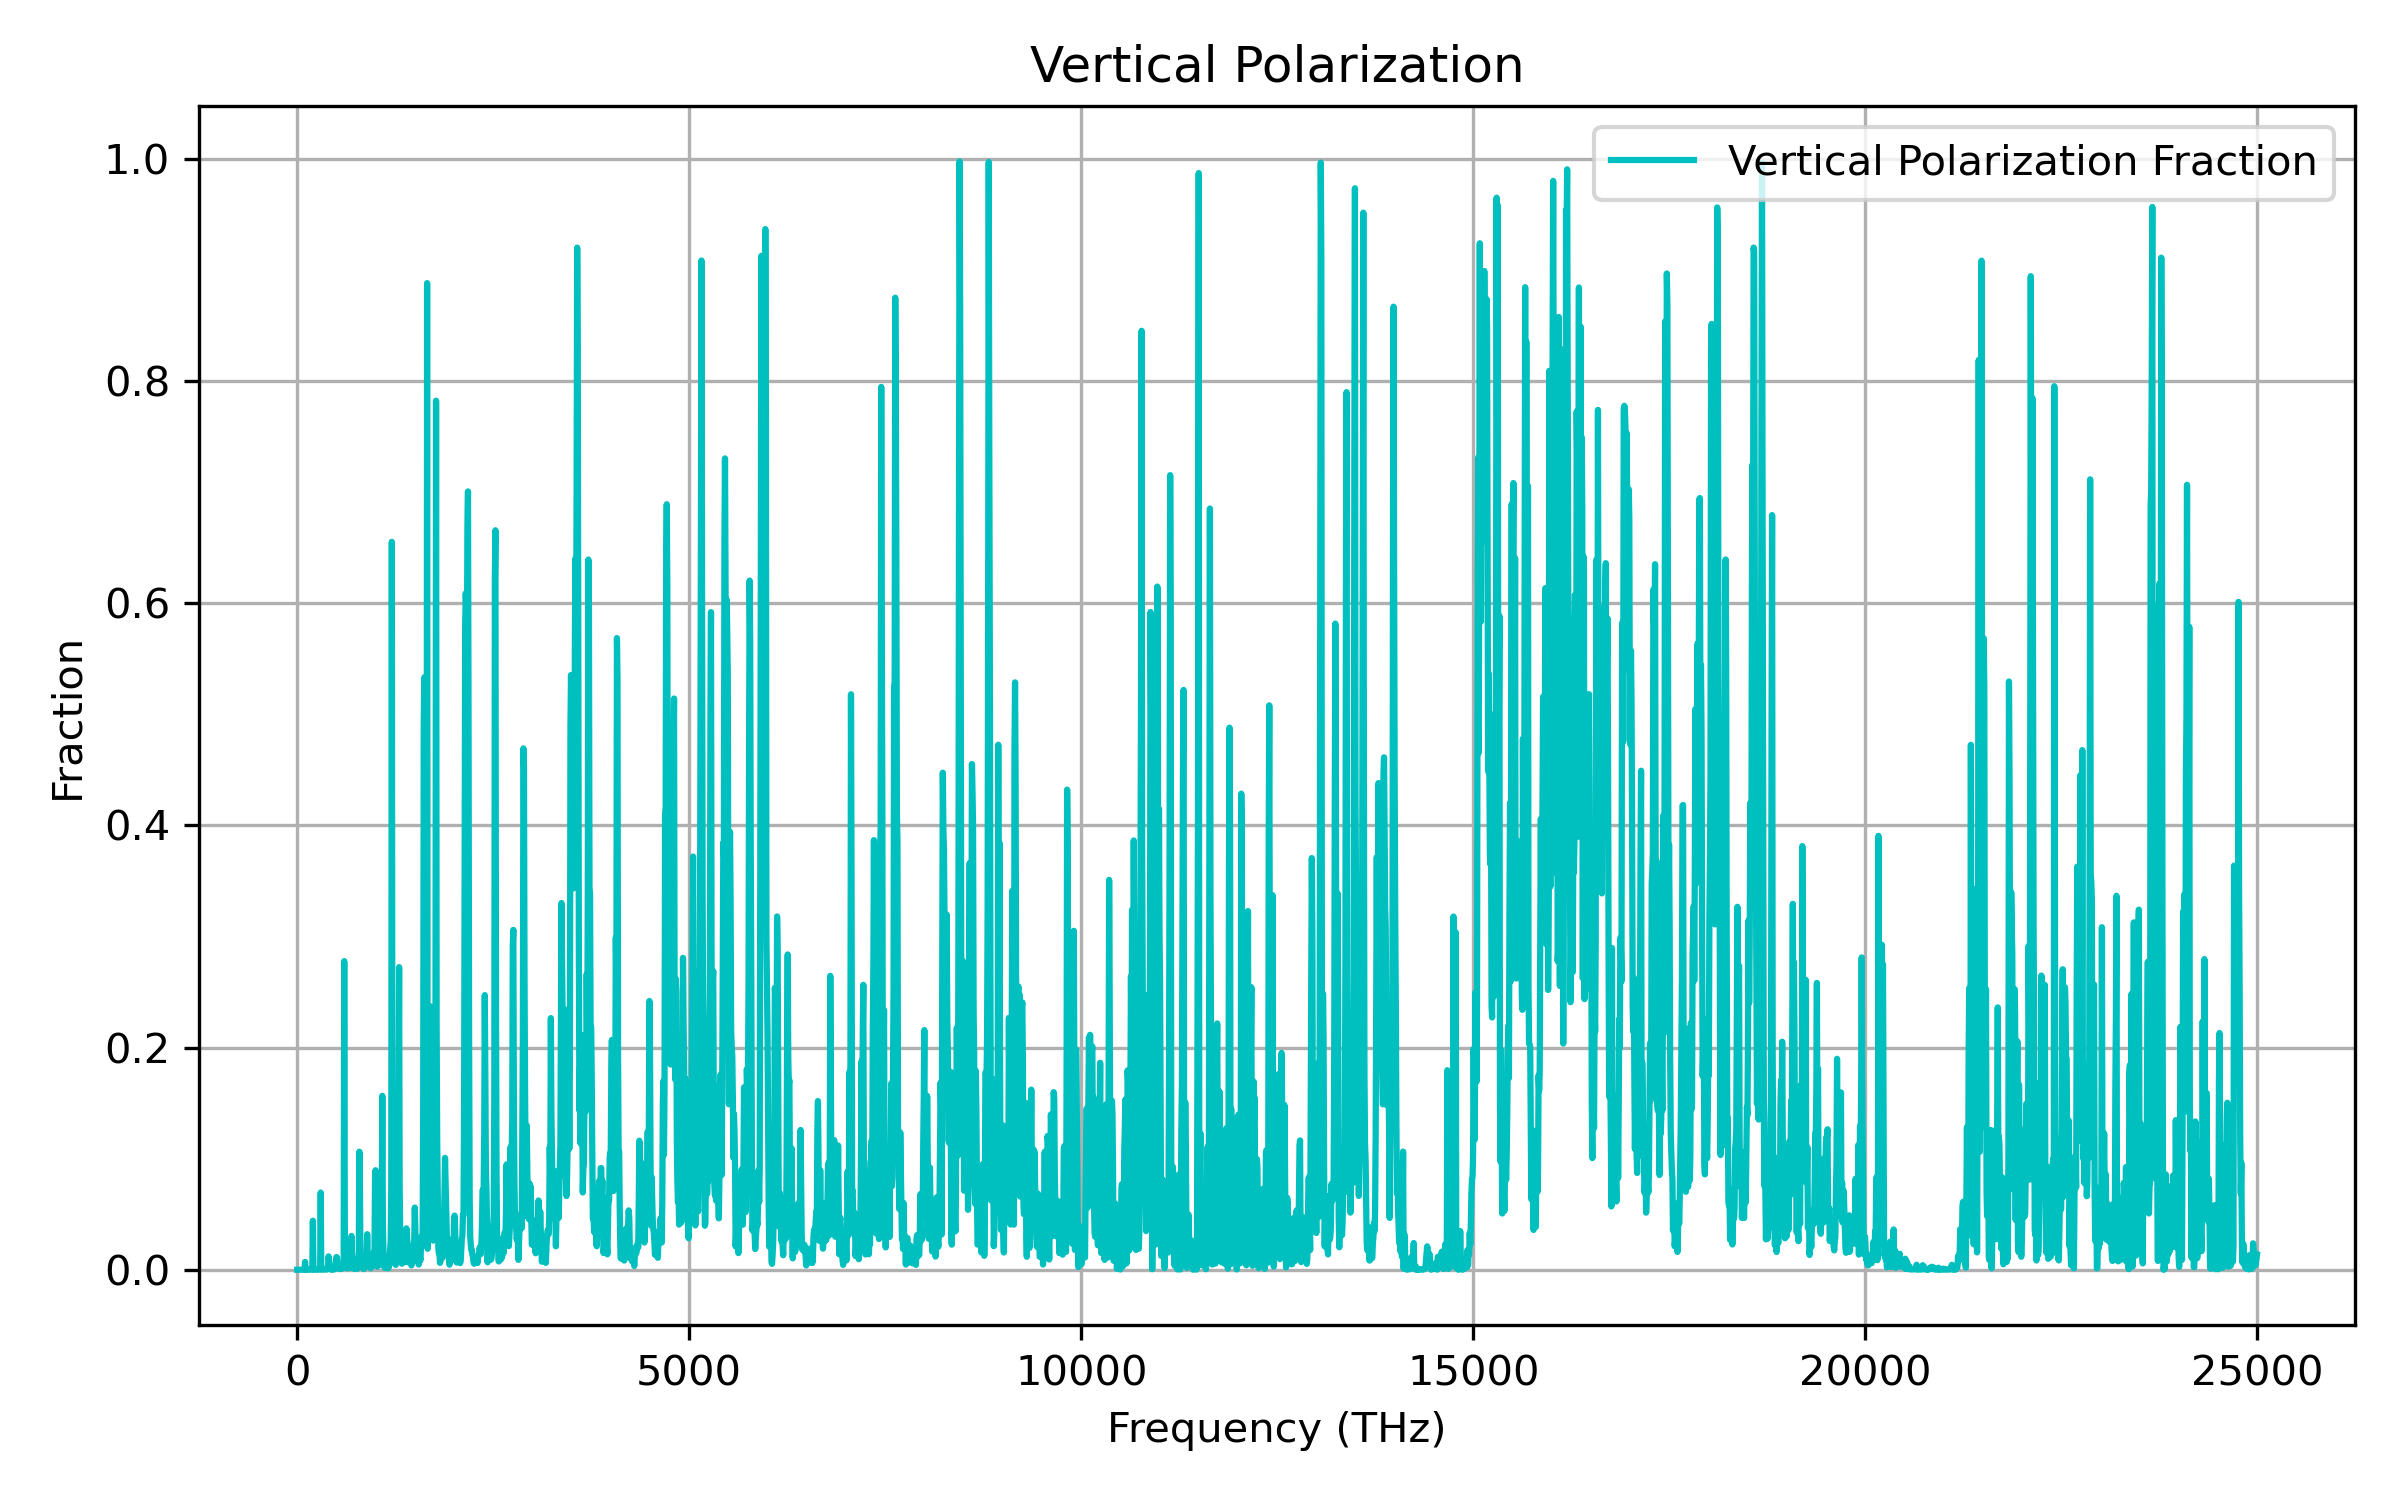 Vertical Polarization
Vertical Polarization Fraction
1.0
0.8
0.6
0.4
0.2
0.0
Fraction
0 5000 10000 15000 20000 25000
Frequency (THz)